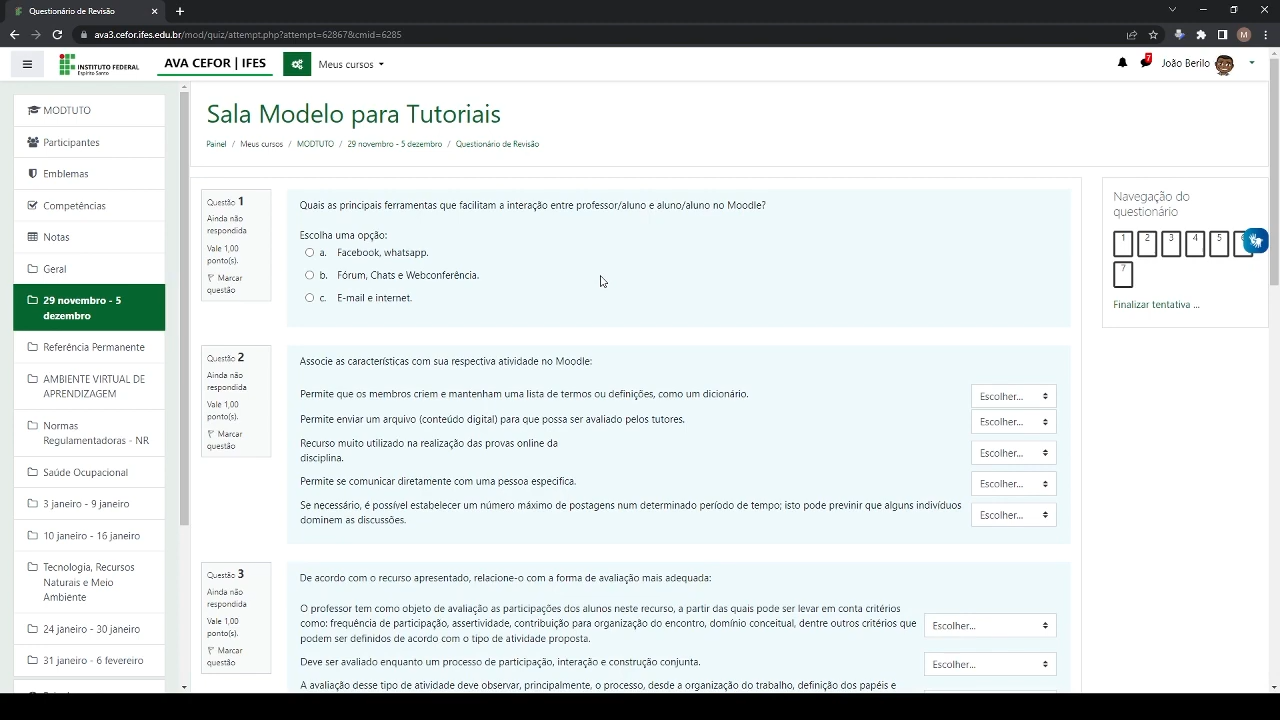 Questionário de Revisão
ava3.cefor.ifes.edu.br/mod/quiz/attempt.php?attempt=62867&cmid=6285
M
INSTITUTO FEDERAL
Espírito Santo
AVA CEFOR | IFES
Meus cursos
7
João Berilo
MODTUTO
Participantes
Emblemas
Competências
Notas
Geral
29 novembro - 5
dezembro
Referência Permanente
AMBIENTE VIRTUAL DE
APRENDIZAGEM
Normas
Regulamentadoras - NR
Saúde Ocupacional
3 janeiro - 9 janeiro
10 janeiro - 16 janeiro
Tecnologia, Recursos
Naturais e Meio
Ambiente
24 janeiro - 30 janeiro
31 janeiro - 6 fevereiro
Sala Modelo para Tutoriais
Painel / Meus cursos / MODTUTO / 29 novembro - 5 dezembro / Questionário de Revisão
Questão 1
Ainda não
respondida
Vale 1,00
ponto(s).
Marcar
questão
Quais as principais ferramentas que facilitam a interação entre professor/aluno e aluno/aluno no Moodle?
Escolha uma opção:
a. Facebook, whatsapp.
b. Fórum, Chats e Webconferência.
c. E-mail e internet.
Questão 2
Ainda não
respondida
Vale 1,00
ponto(s).
Marcar
questão
Associe as características com sua respectiva atividade no Moodle:
Permite que os membros criem e mantenham uma lista de termos ou definições, como um dicionário.
Escolher...
Permite enviar um arquivo (conteúdo digital) para que possa ser avaliado pelos tutores.
Escolher...
Recurso muito utilizado na realização das provas online da
disciplina.
Escolher...
Permite se comunicar diretamente com uma pessoa especifica.
Escolher...
Se necessário, é possível estabelecer um número máximo de postagens num determinado período de tempo; isto pode previnir que alguns indivíduos
dominem as discussões.
Escolher...
Questão 3
Ainda não
respondida
Vale 1,00
ponto(s).
Marcar
questão
De acordo com o recurso apresentado, relacione-o com a forma de avaliação mais adequada:
O professor tem como objeto de avaliação as participações dos alunos neste recurso, a partir das quais pode ser levar em conta critérios
como: frequência de participação, assertividade, contribuição para organização do encontro, domínio conceitual, dentre outros critérios que
podem ser definidos de acordo com o tipo de atividade proposta.
Escolher...
Deve ser avaliado enquanto um processo de participação, interação e construção conjunta.
Escolher...
A avaliação desse tipo de atividade deve observar, principalmente, o processo, desde a organização do trabalho, definição dos papéis e
Navegação do
questionário
1 2 3 4 5 6
7
Finalizar tentativa ...